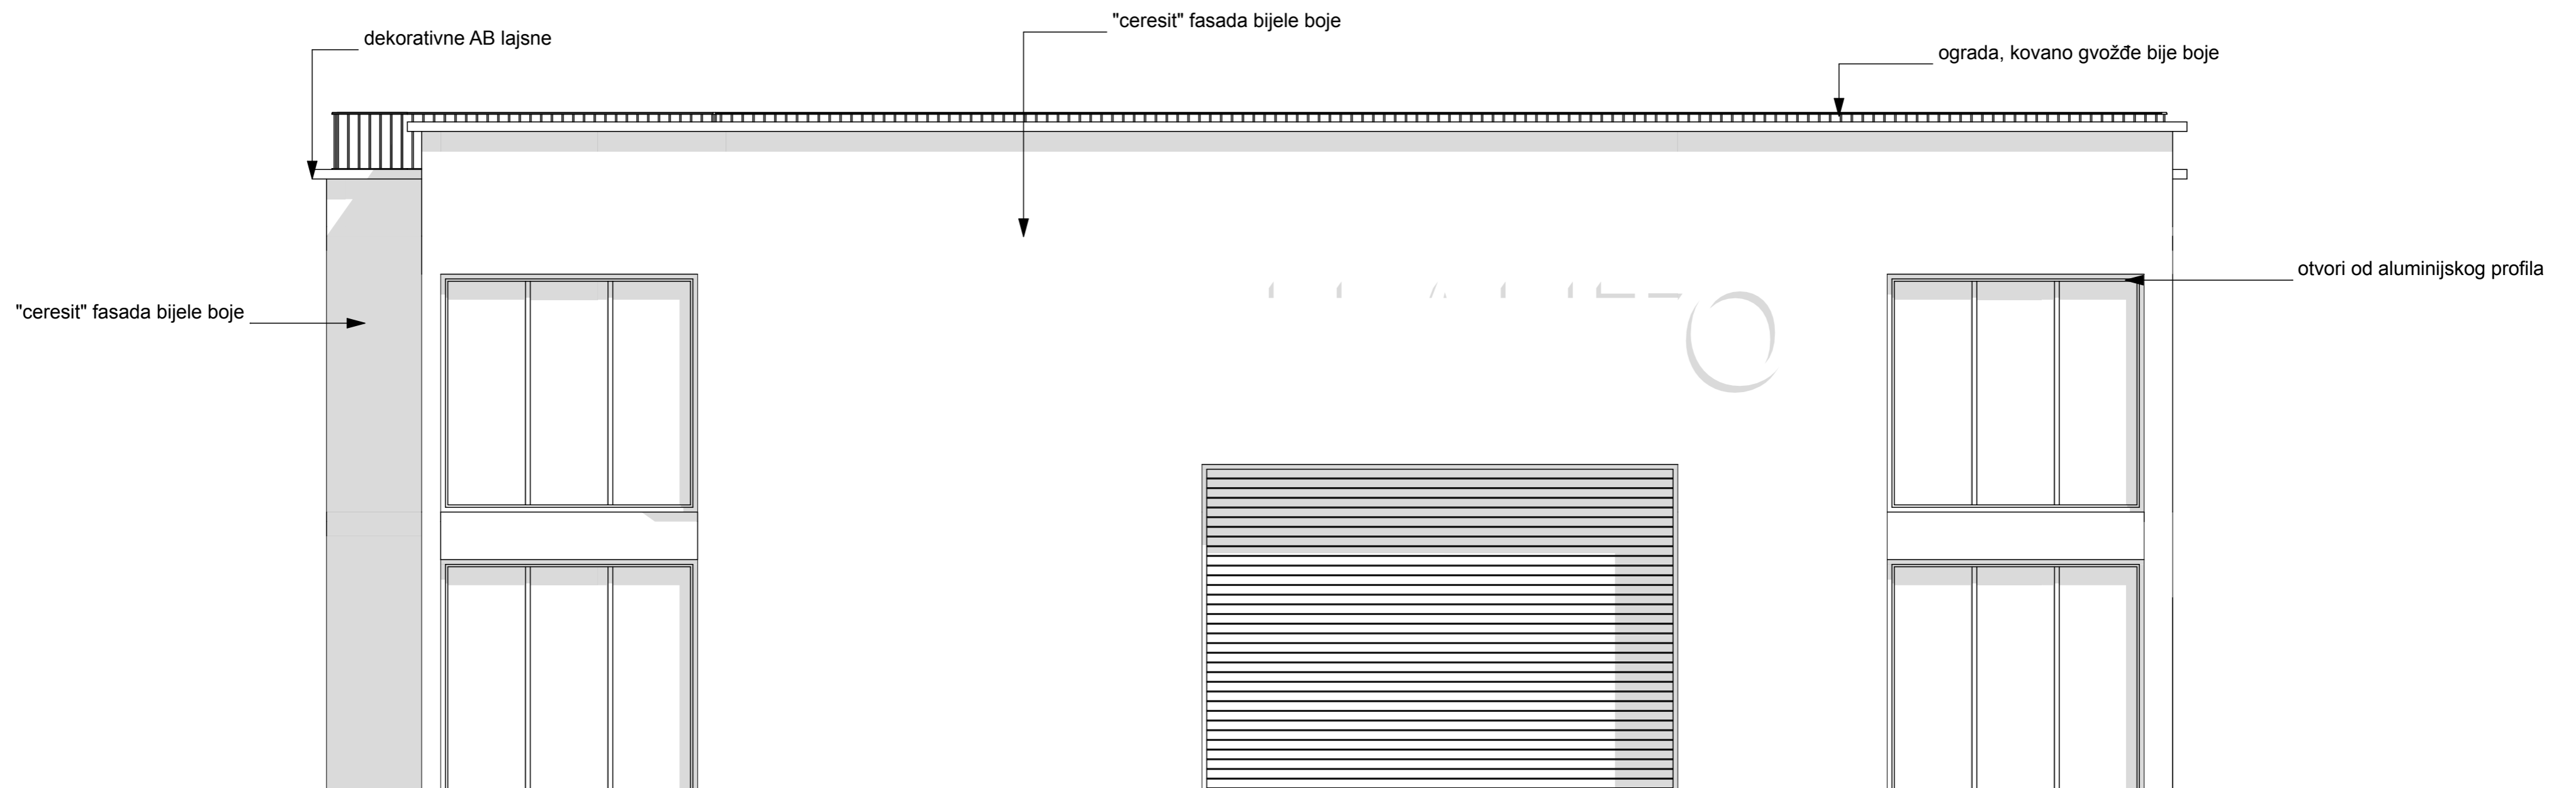 "ceresit" fasada bijele boje
dekorativne AB lajsne
ograda, kovano gvožđe bije boje
otvori od aluminijskog profila
"ceresit" fasada bijele boje